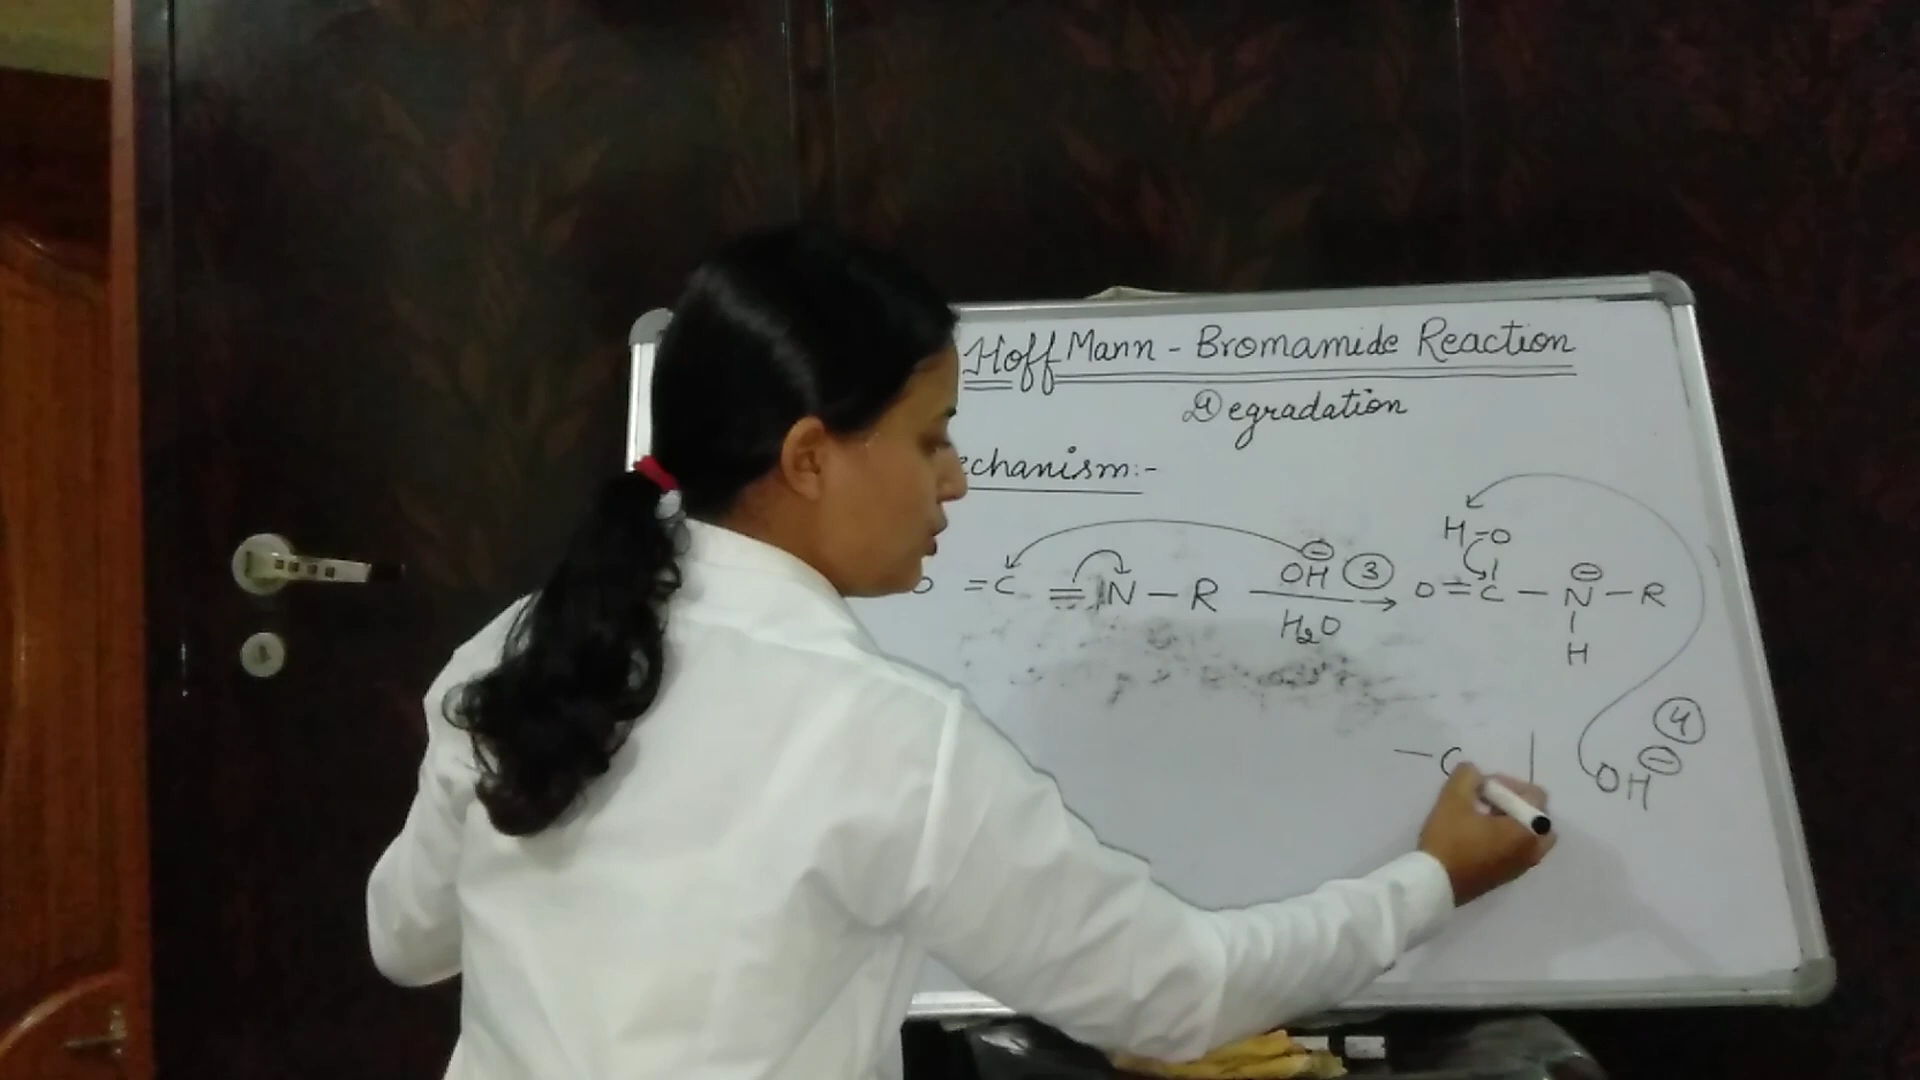 HoffMann - Bromamide Reaction
Degradation
echanism:-
O = C = N — R
⊖
OH ③
H₂O
H-O
O = C — N — R
⊖
H
④
OH ⊖
— C